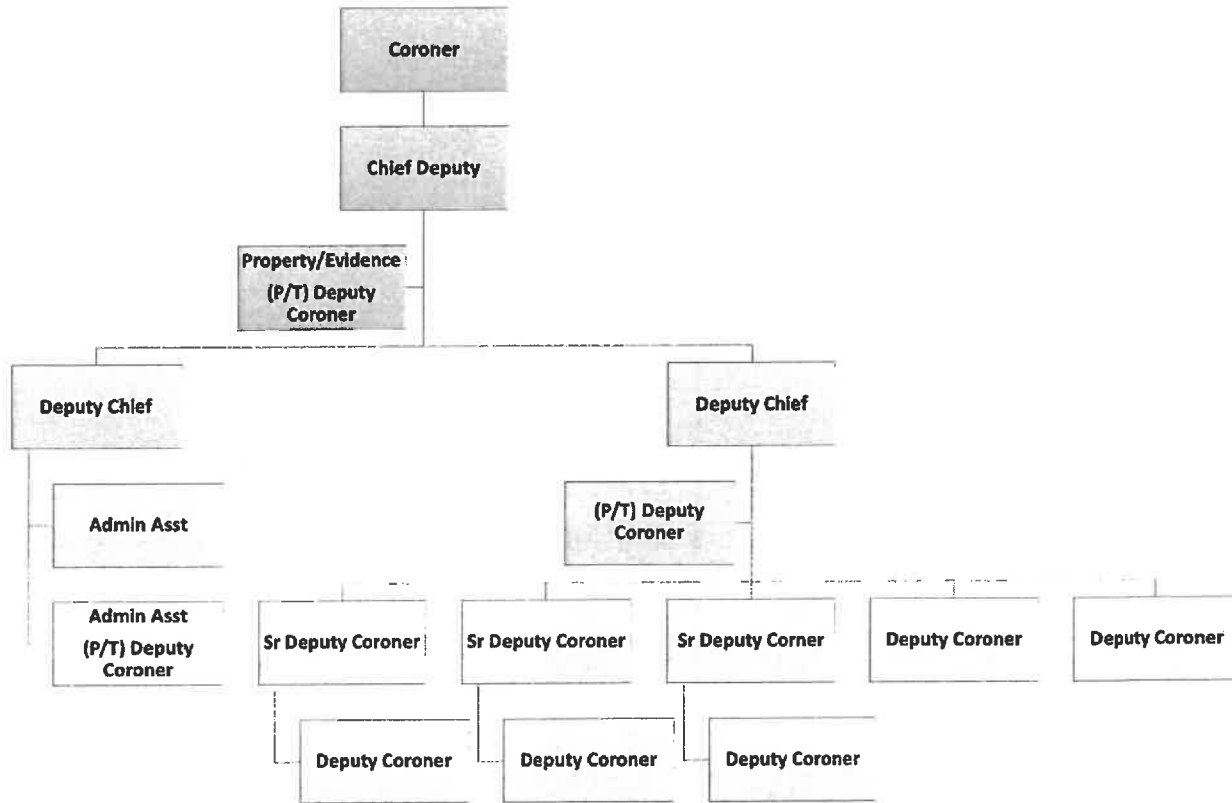 Coroner
Chief Deputy
Property/Evidence
(P/T) Deputy
Coroner
Deputy Chief
Deputy Chief
Admin Asst
(P/T) Deputy
Coroner
Admin Asst
(P/T) Deputy
Coroner
Sr Deputy Coroner
Sr Deputy Coroner
Sr Deputy Corner
Deputy Coroner
Deputy Coroner
Deputy Coroner
Deputy Coroner
Deputy Coroner